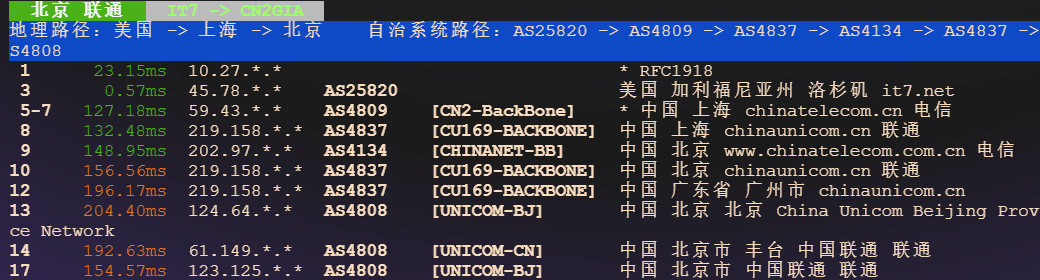 北京 联通 IT7 -> CN2GIA
地理路径: 美国 -> 上海 -> 北京 自治系统路径: AS25820 -> AS4809 -> AS4837 -> AS4134 -> AS4837 ->
S4808
1 23.15ms 10.27.*.* * RFC1918
3 0.57ms 45.78.*.* AS25820 美国 加利福尼亚州 洛杉矶 it7.net
5-7 127.18ms 59.43.*.* AS4809 [CN2-BackBone] * 中国 上海 chinatelecom.cn 电信
8 132.48ms 219.158.*.* AS4837 [CU169-BACKBONE] 中国 上海 chinaunicom.cn 联通
9 148.95ms 202.97.*.* AS4134 [CHINANET-BB] 中国 北京 www.chinatelecom.com.cn 电信
10 156.56ms 219.158.*.* AS4837 [CU169-BACKBONE] 中国 北京 chinaunicom.cn 联通
12 196.17ms 219.158.*.* AS4837 [CU169-BACKBONE] 中国 广东省 广州市 chinaunicom.cn
13 204.40ms 124.64.*.* AS4808 [UNICOM-BJ] 中国 北京 北京 China Unicom Beijing Prov
ce Network
14 192.63ms 61.149.*.* AS4808 [UNICOM-CN] 中国 北京市 丰台 中国联通 联通
17 154.57ms 123.125.*.* AS4808 [UNICOM-BJ] 中国 北京市 中国联通 联通